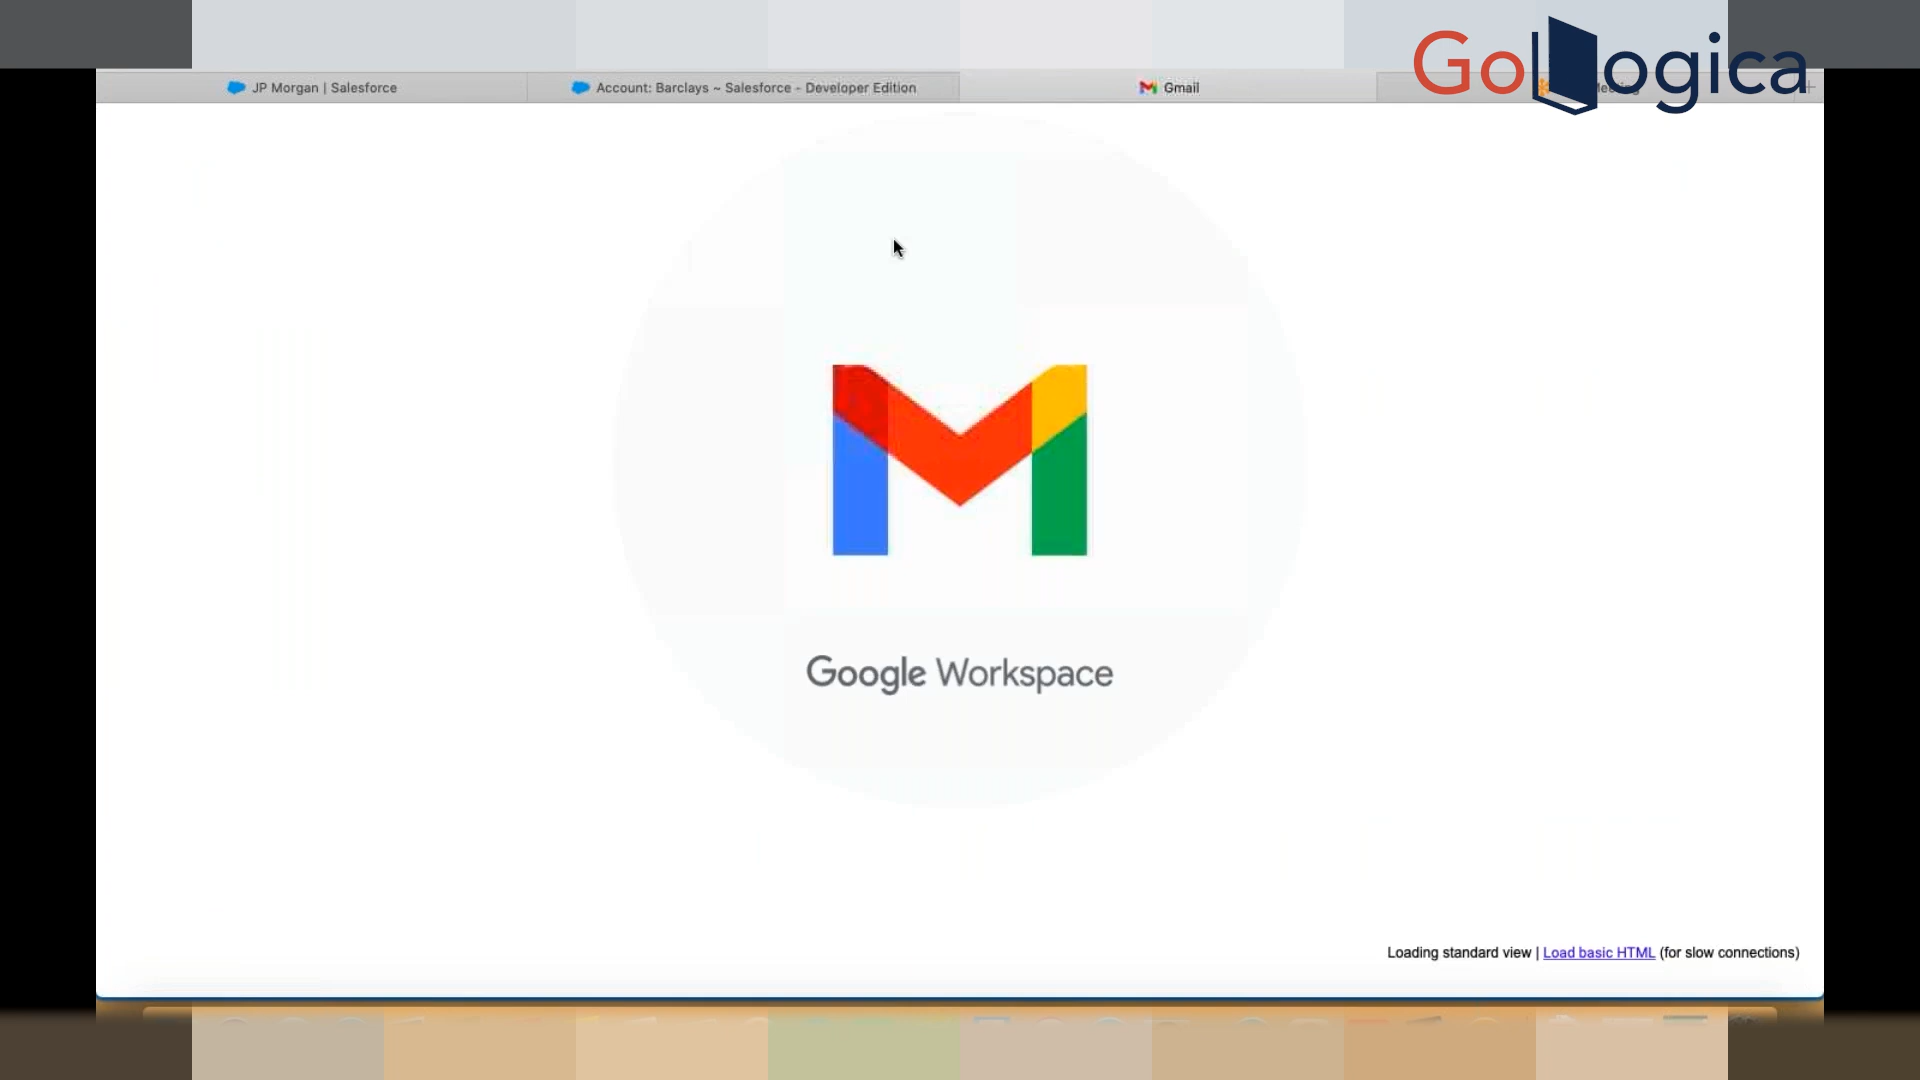 GoLogica
JP Morgan | Salesforce
Account: Barclays ~ Salesforce - Developer Edition
Gmail
Google Workspace
Loading standard view | Load basic HTML (for slow connections)